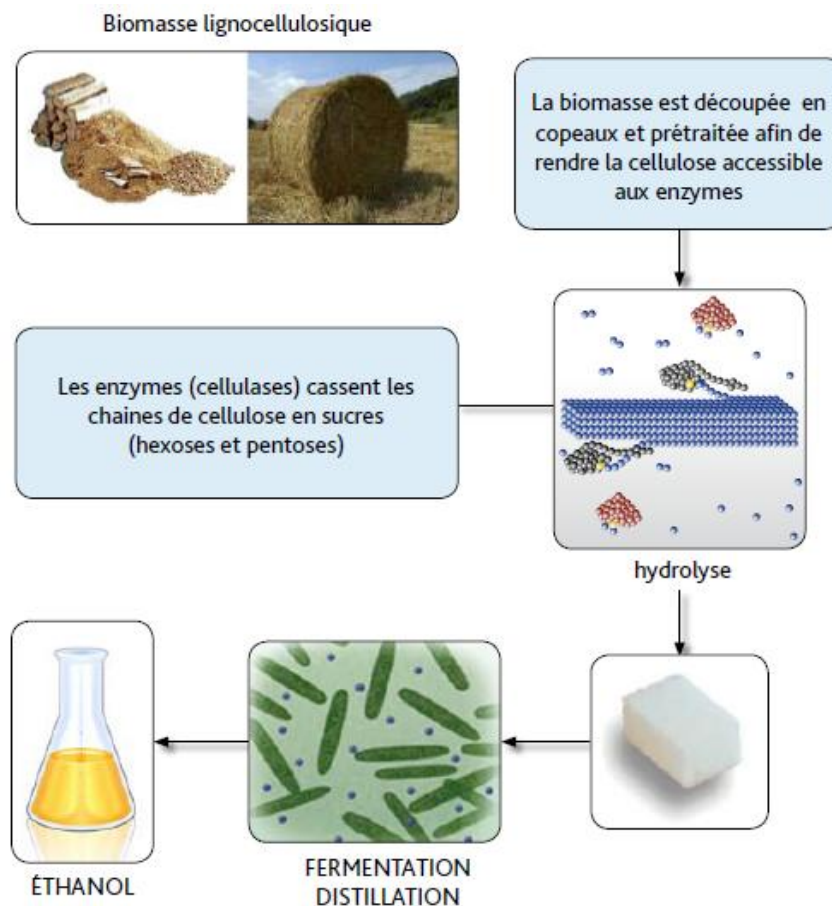 Biomasse lignocellulosique
La biomasse est découpée en
copeaux et prétraitée afin de
rendre la cellulose accessible
aux enzymes
Les enzymes (cellulases) cassent les
chaines de cellulose en sucres
(hexoses et pentoses)
hydrolyse
ÉTHANOL
FERMENTATION
DISTILLATION